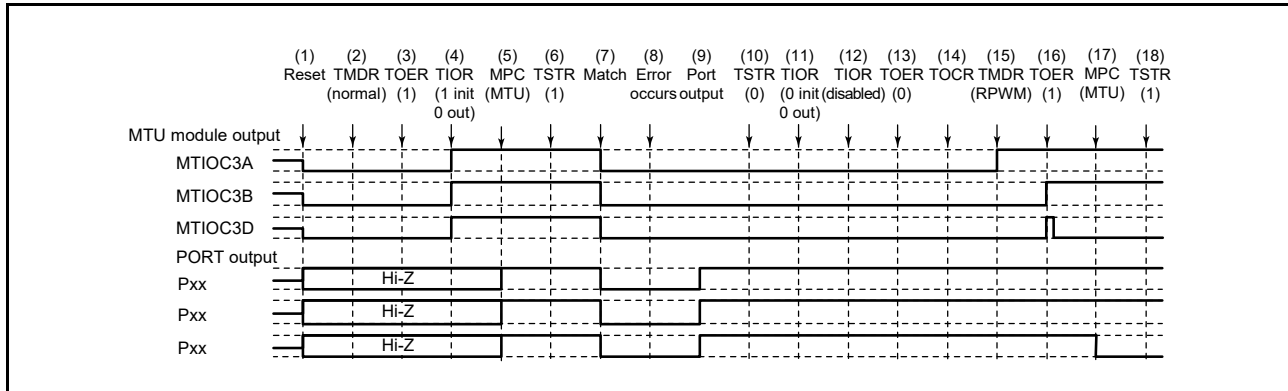 (1) (2) (3) (4) (5) (6) (7) (8) (9) (10) (11) (12) (13) (14) (15) (16) (17) (18)
Reset TMDR TOER TIOR MPC TSTR Match Error Port TSTR TIOR TIOR TOER TOCR TMDR TOER MPC TSTR
(normal) (1) (1 init (MTU) (1) occurs output (0) (0 init (disabled) (0) (RPWM) (1) (MTU) (1)
0 out) 0 out)
MTU module output
MTIOC3A
MTIOC3B
MTIOC3D
PORT output
Pxx Hi-Z
Pxx Hi-Z
Pxx Hi-Z